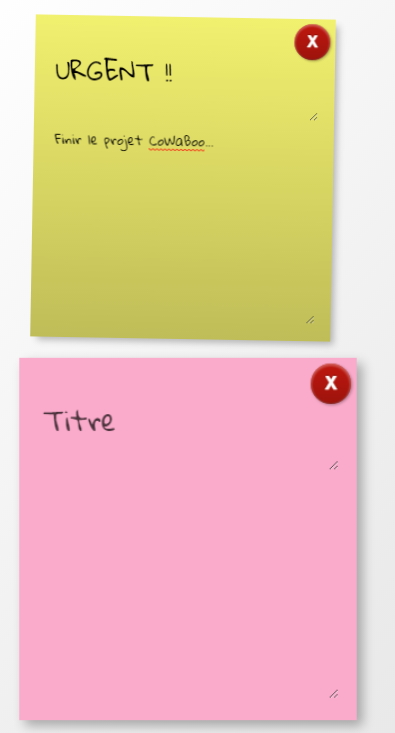 X
URGENT !!
Finir le projet CoWaBoo...
X
Titre